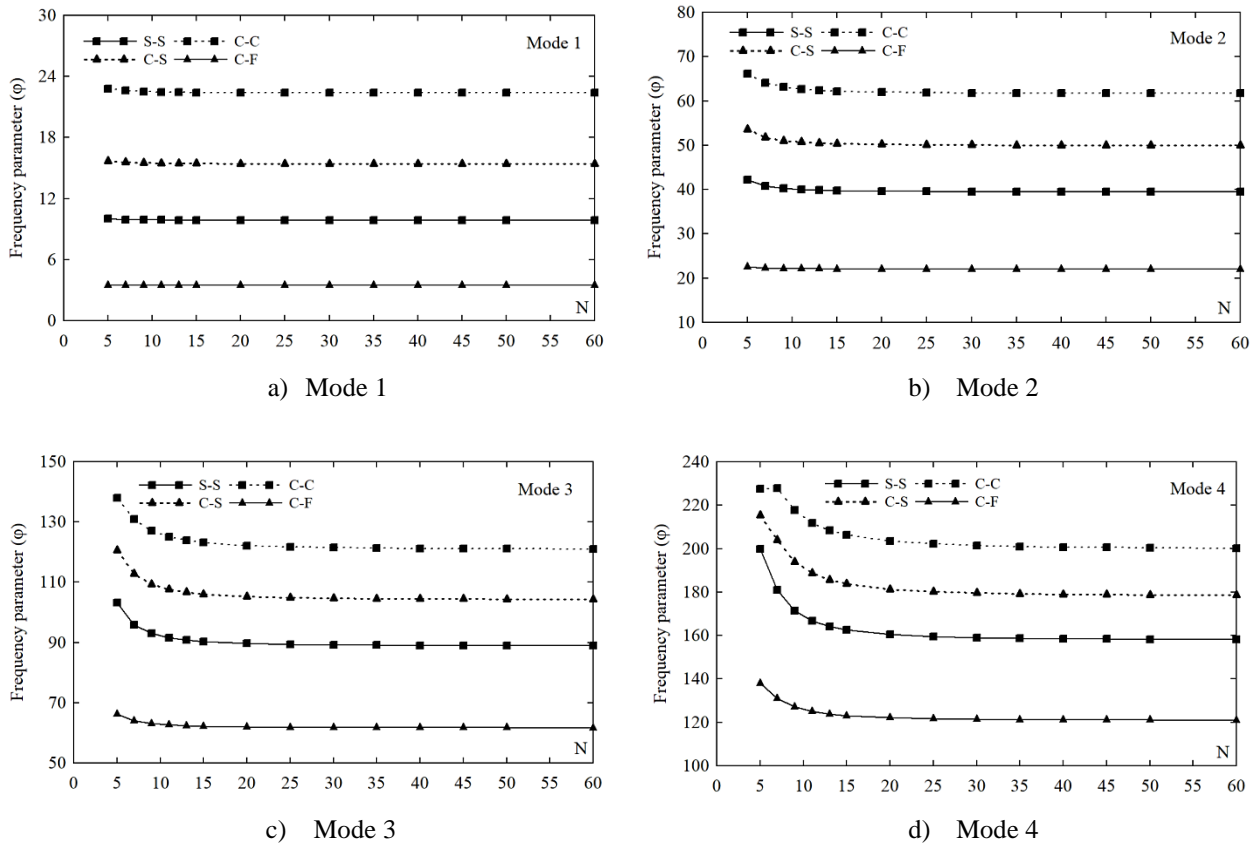 Mode 1
S-S C-C
C-S C-F
Frequency parameter (φ)
30
24
18
12
6
0
N
0 5 10 15 20 25 30 35 40 45 50 55 60
a) Mode 1
Mode 2
S-S C-C
C-S C-F
Frequency parameter (φ)
80
70
60
50
40
30
20
10
N
0 5 10 15 20 25 30 35 40 45 50 55 60
b) Mode 2
Mode 3
S-S C-C
C-S C-F
Frequency parameter (φ)
150
130
110
90
70
50
N
0 5 10 15 20 25 30 35 40 45 50 55 60
c) Mode 3
Mode 4
S-S C-C
C-S C-F
Frequency parameter (φ)
240
220
200
180
160
140
120
100
N
0 5 10 15 20 25 30 35 40 45 50 55 60
d) Mode 4